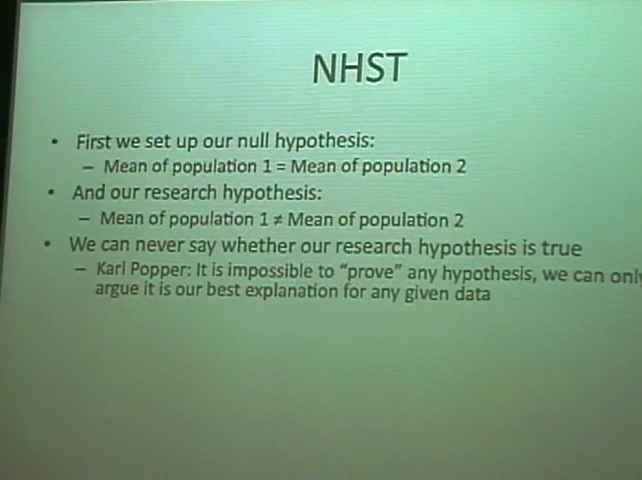 NHST
• First we set up our null hypothesis:
– Mean of population 1 = Mean of population 2
• And our research hypothesis:
– Mean of population 1 ≠ Mean of population 2
• We can never say whether our research hypothesis is true
– Karl Popper: It is impossible to “prove” any hypothesis, we can only
argue it is our best explanation for any given data